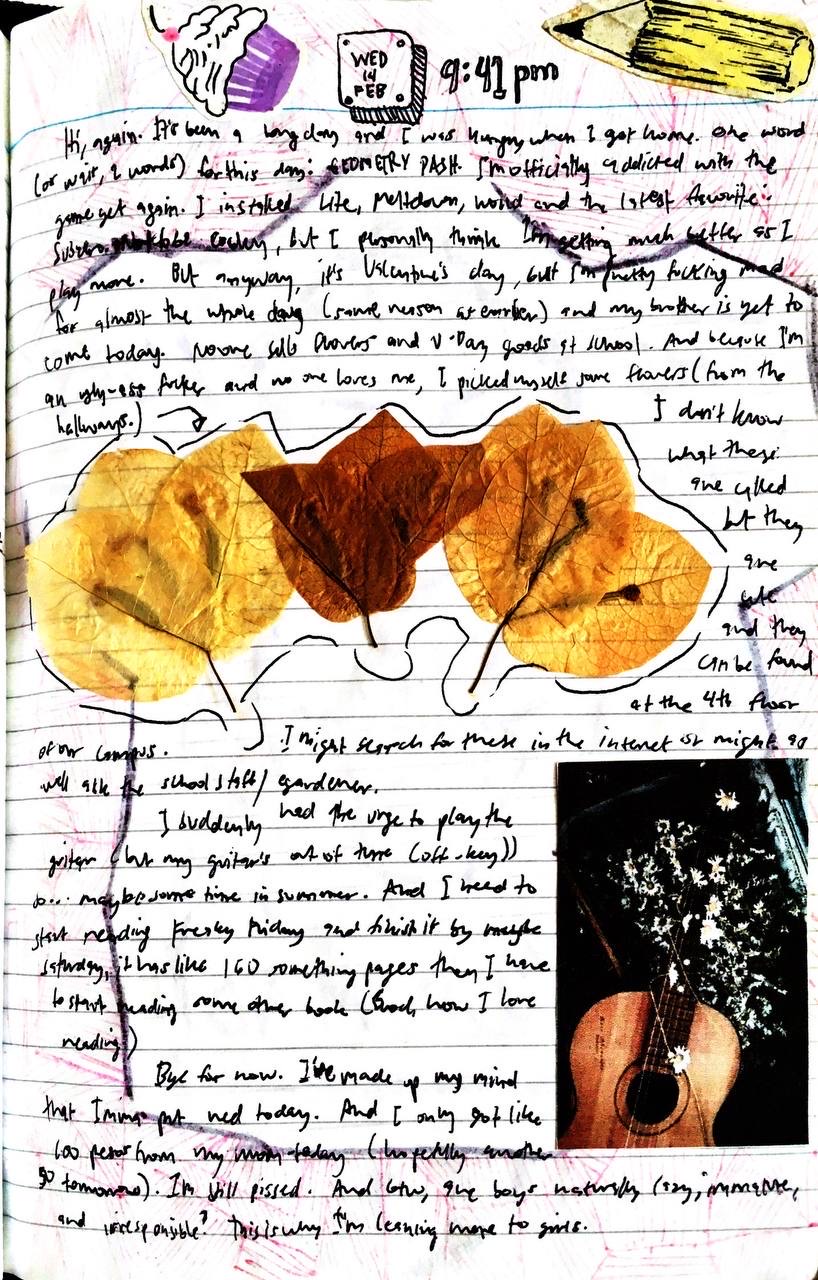 WED
14
FEB
9:41 pm
Hi, again. It's been a long day and I was hungry when I got home. One word
(or wait, 2 words) for this day: GEOMETRY DASH. I'm officially addicted with the
game yet again. I installed Lite, Meltdown, World and the latest favorite:
Subzero. but I personally think I'm getting much better as I
play more. But anyway, it's Valentine's day, but I'm pretty fucking mad
for almost the whole day (same reason as earlier) and my brother is yet to
come today. No one sells flowers and V-Day goods at school. And because I'm
an ugly-ass fucker and no one loves me, I picked myself some flowers (from the
hallways.)
I don't know
what these
are called
but they
are
cute
and they
can be found
at the 4th floor
of our campus.
I might search for these in the internet or might as
well ask the school staff/gardener.
I suddenly had the urge to play the
guitar (but my guitar's out of tune (off-key))
so... maybe some time in summer. And I need to
start reading Freaky Friday and finish it by maybe
Saturday, it has like 160 something pages then I have
to start reading some other book (God, how I love
reading.)
Bye for now. I've made up my mind
that Imma put red today. And I only got like
100 pesos from my mom today (hopefully another
50 tomorrow). I'm still pissed. And btw, are boys naturally lazy, immature,
and irresponsible? This is why I'm leaning more to girls.